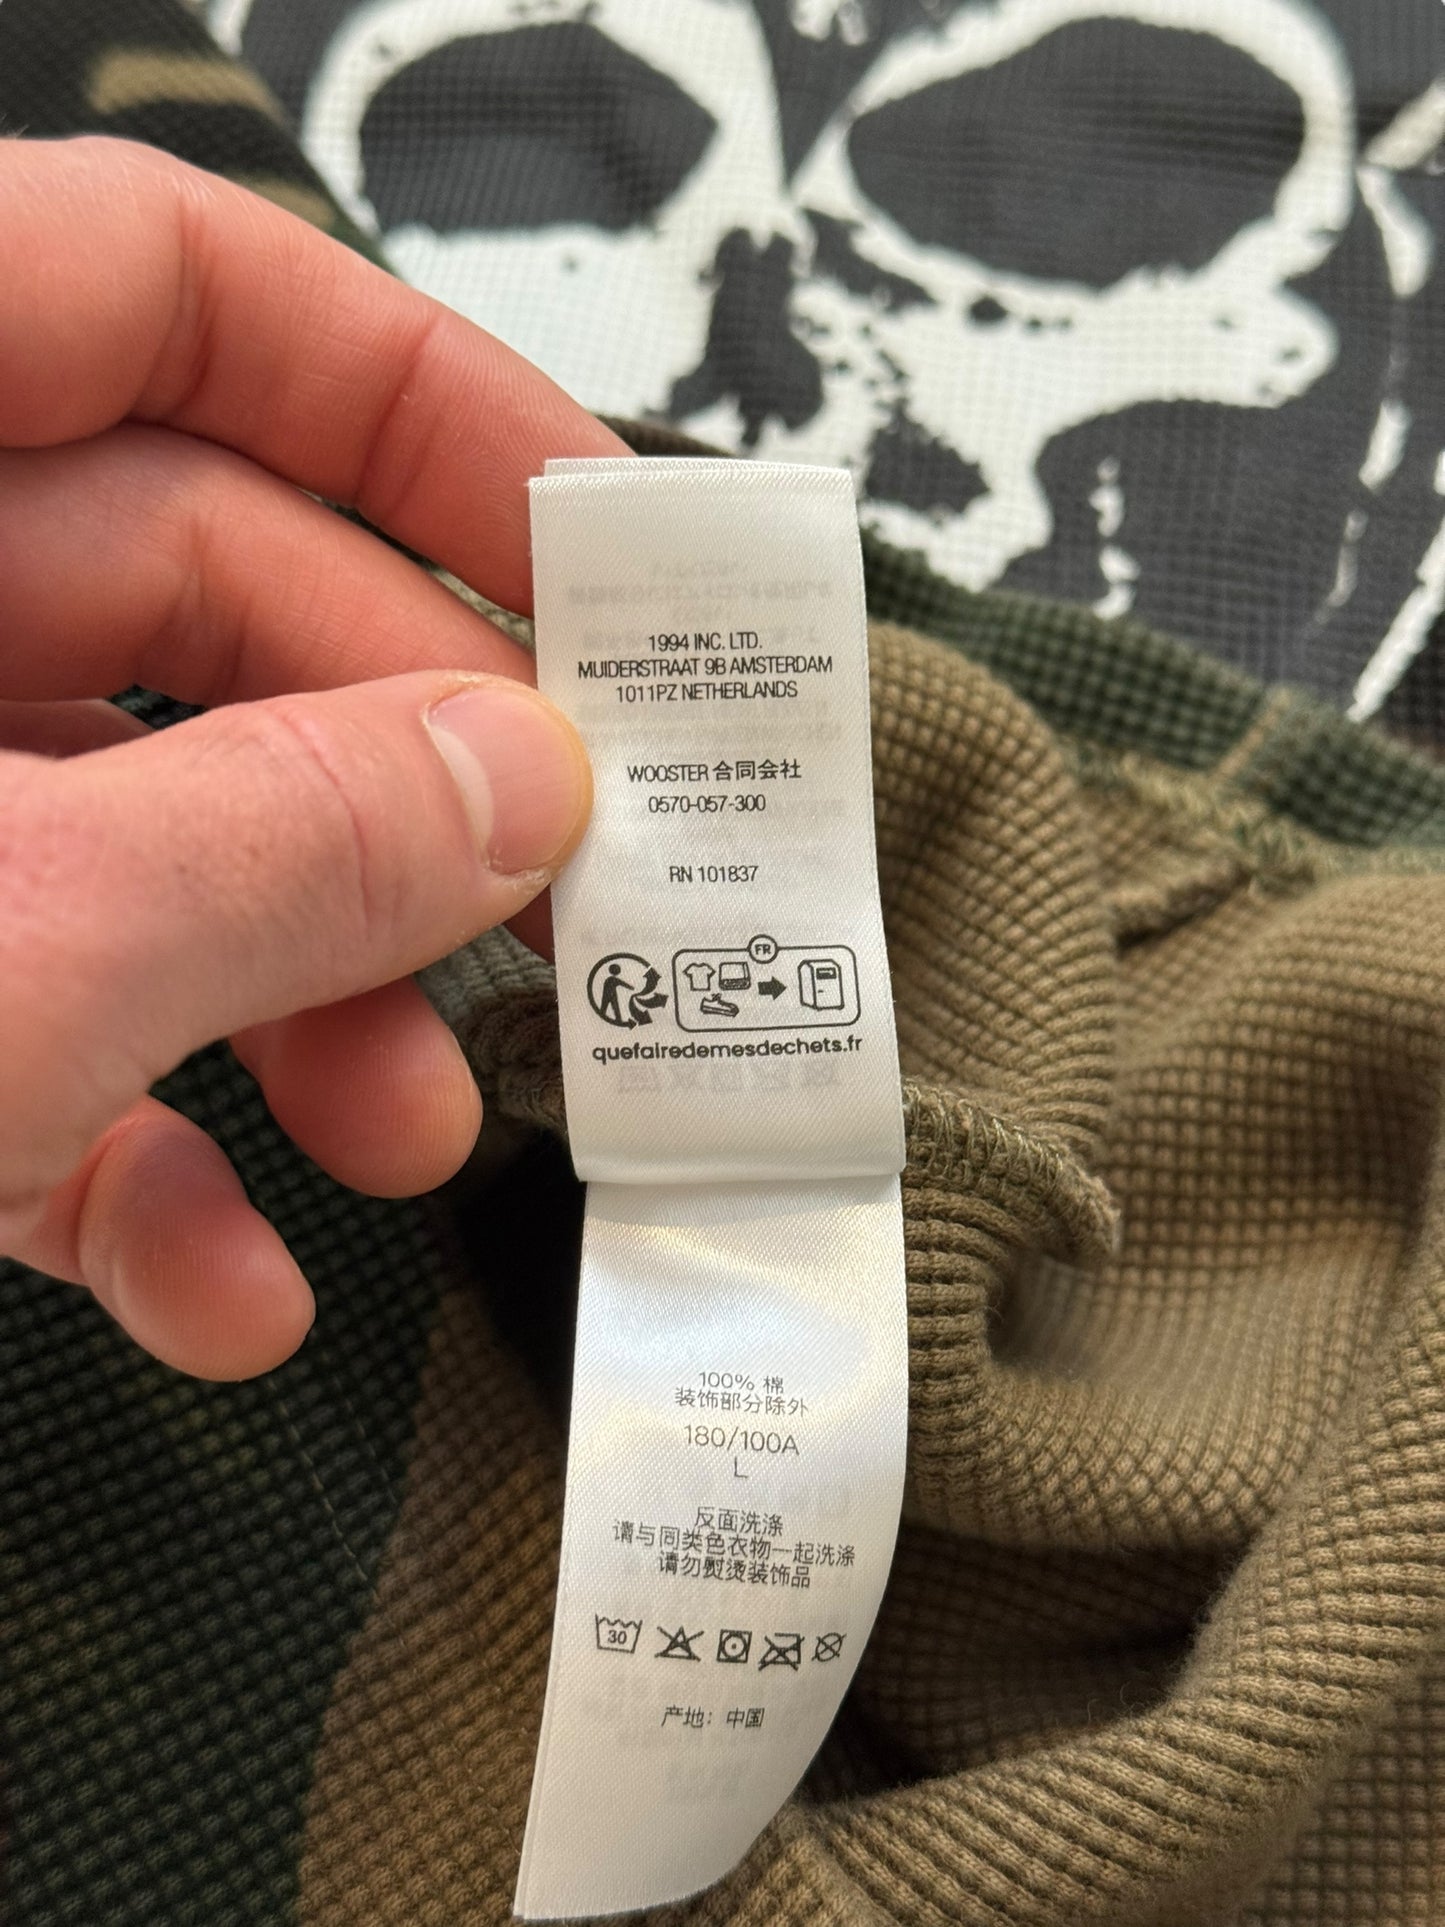 1994 INC. LTD.
MUIDERSTRAAT 9B AMSTERDAM
1011PZ NETHERLANDS
WOOSTER 合同会社
0570-057-300
RN 101837
FR
quefairedemesdechets.fr
100% 棉
装饰部分除外
180/100A
L
反面洗涤
请与同类色衣物一起洗涤
请勿熨烫装饰品
30
产地：中国